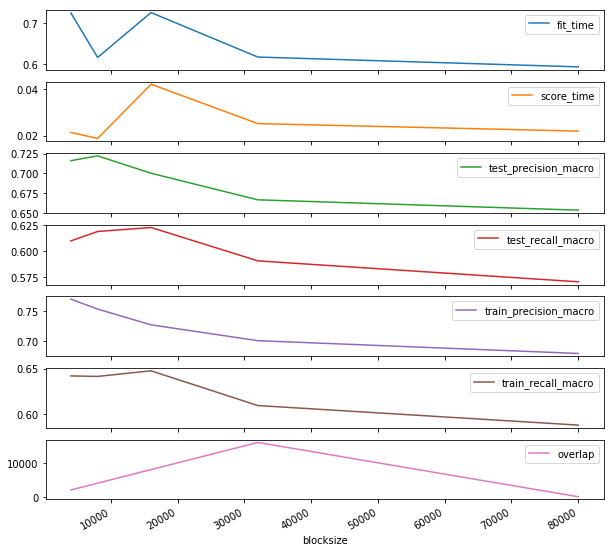 0.7
0.6
fit_time
0.04
0.02
score_time
0.725
0.700
0.675
0.650
test_precision_macro
0.625
0.600
0.575
test_recall_macro
0.75
0.70
train_precision_macro
0.65
0.60
train_recall_macro
10000
0
overlap
10000 20000 30000 40000 50000 60000 70000 80000
blocksize